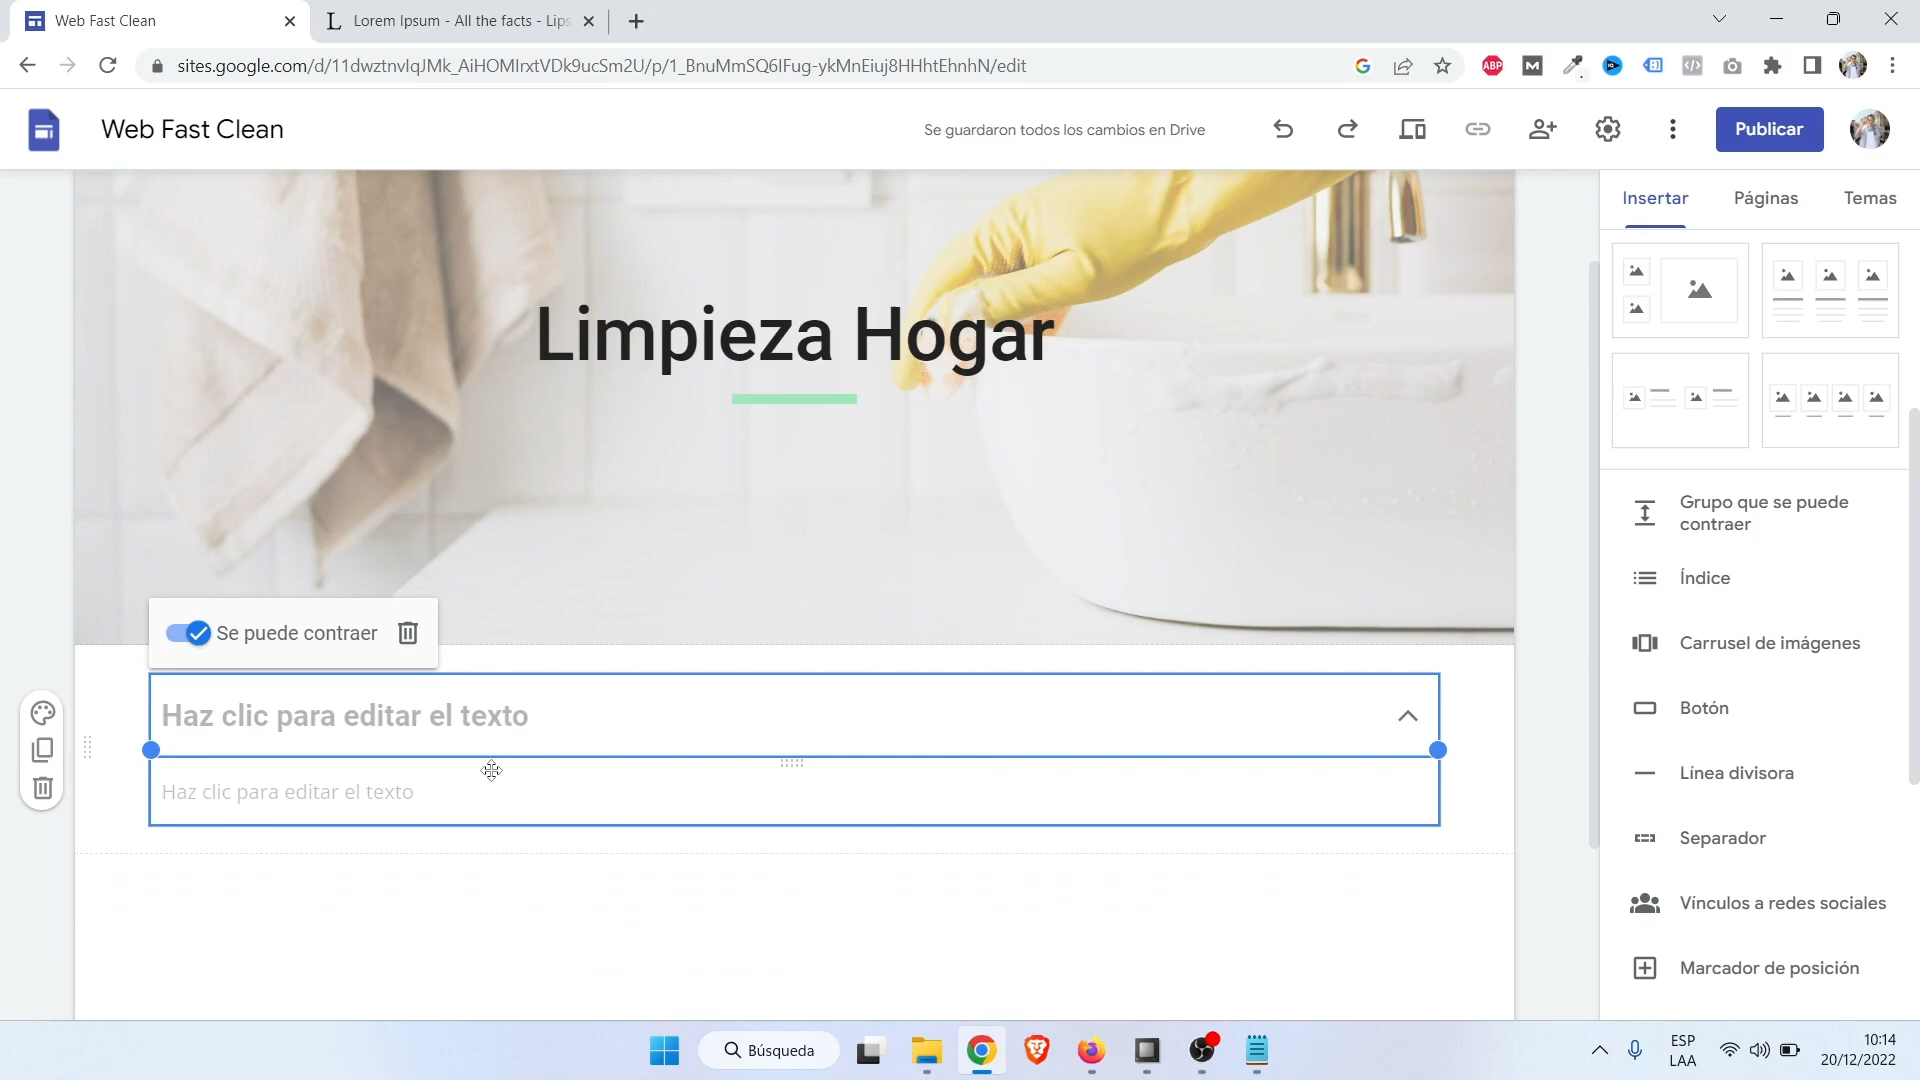 Web Fast Clean
Lorem Ipsum - All the facts - Lips
sites.google.com/d/11dwztnvlqJMk_AiHOMIrxtVDk9ucSm2U/p/1_BnuMmSQ6IFug-ykMnEiuj8HHhtEhnhN/edit
ABP
Web Fast Clean
Se guardaron todos los cambios en Drive
Publicar
Insertar
Páginas
Temas
Limpieza Hogar
Grupo que se puede
contraer
Índice
Carrusel de imágenes
Botón
Línea divisora
Separador
Vínculos a redes sociales
Marcador de posición
Se puede contraer
Haz clic para editar el texto
Haz clic para editar el texto
Búsqueda
ESP
LAA
10:14
20/12/2022